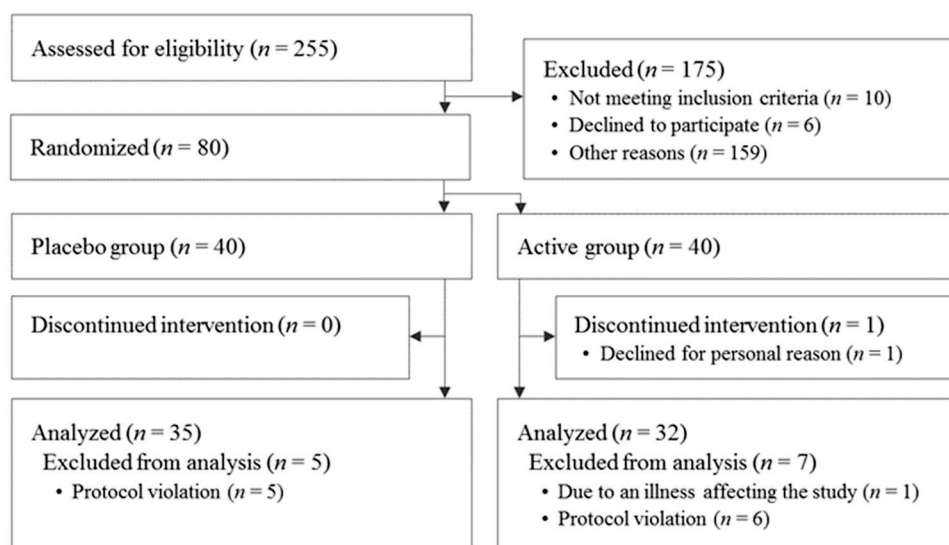 Assessed for eligibility (n = 255)
Excluded (n = 175)
• Not meeting inclusion criteria (n = 10)
• Declined to participate (n = 6)
• Other reasons (n = 159)
Randomized (n = 80)
Placebo group (n = 40)
Active group (n = 40)
Discontinued intervention (n = 0)
Discontinued intervention (n = 1)
• Declined for personal reason (n = 1)
Analyzed (n = 35)
Excluded from analysis (n = 5)
• Protocol violation (n = 5)
Analyzed (n = 32)
Excluded from analysis (n = 7)
• Due to an illness affecting the study (n = 1)
• Protocol violation (n = 6)